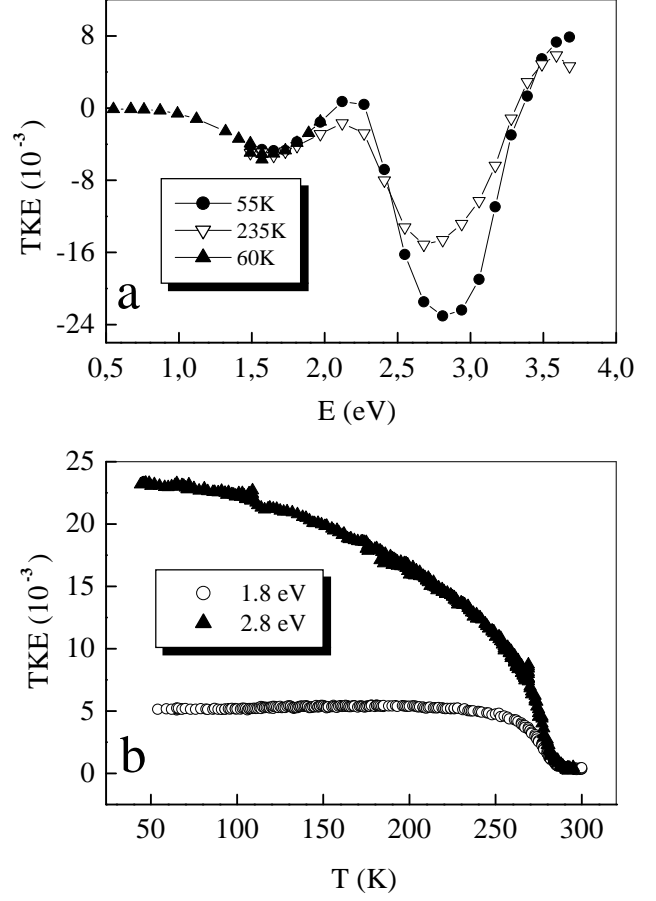 8
0
-8
-16
-24
TKE (10⁻³)
55K
235K
60K
a
0,5 1,0 1,5 2,0 2,5 3,0 3,5 4,0
E (eV)
25
20
15
10
5
0
TKE (10⁻³)
1.8 eV
2.8 eV
b
50 100 150 200 250 300
T (K)